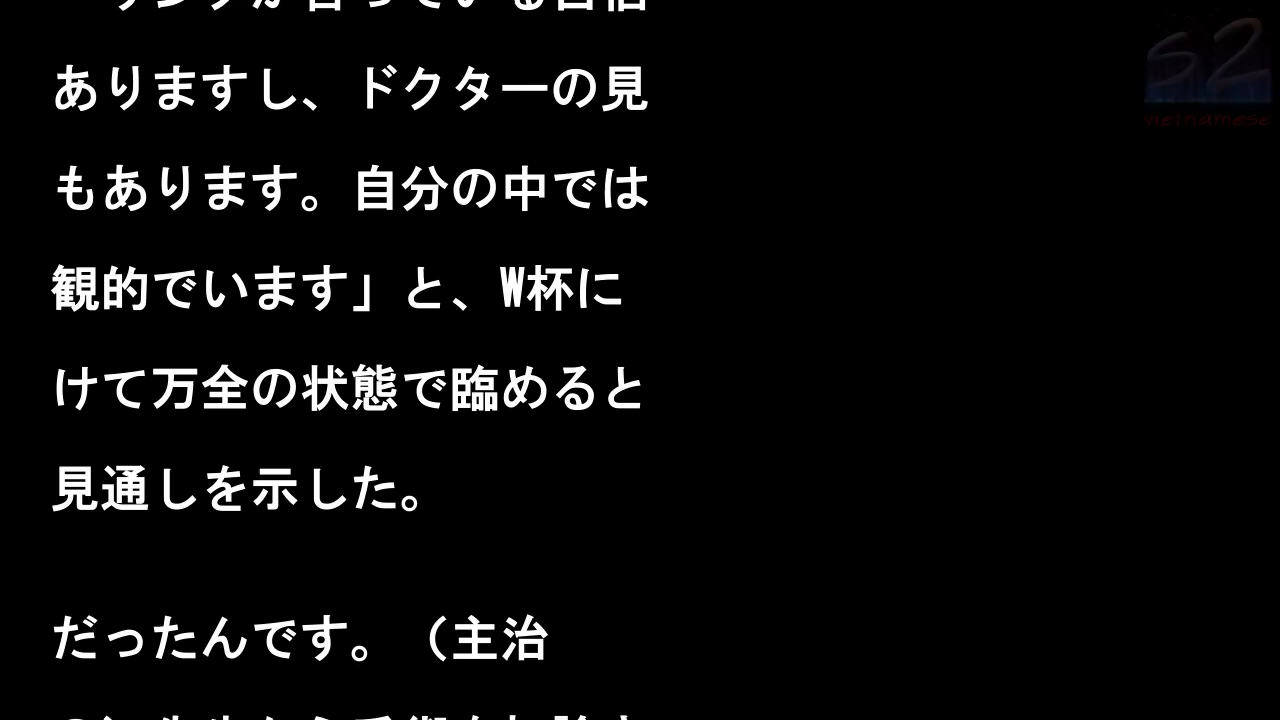 ありますし、ドクターの見
もあります。自分の中では
観的でいます」と、W杯に
けて万全の状態で臨めると
見通しを示した。
だったんです。（主治
S2
vietnamese